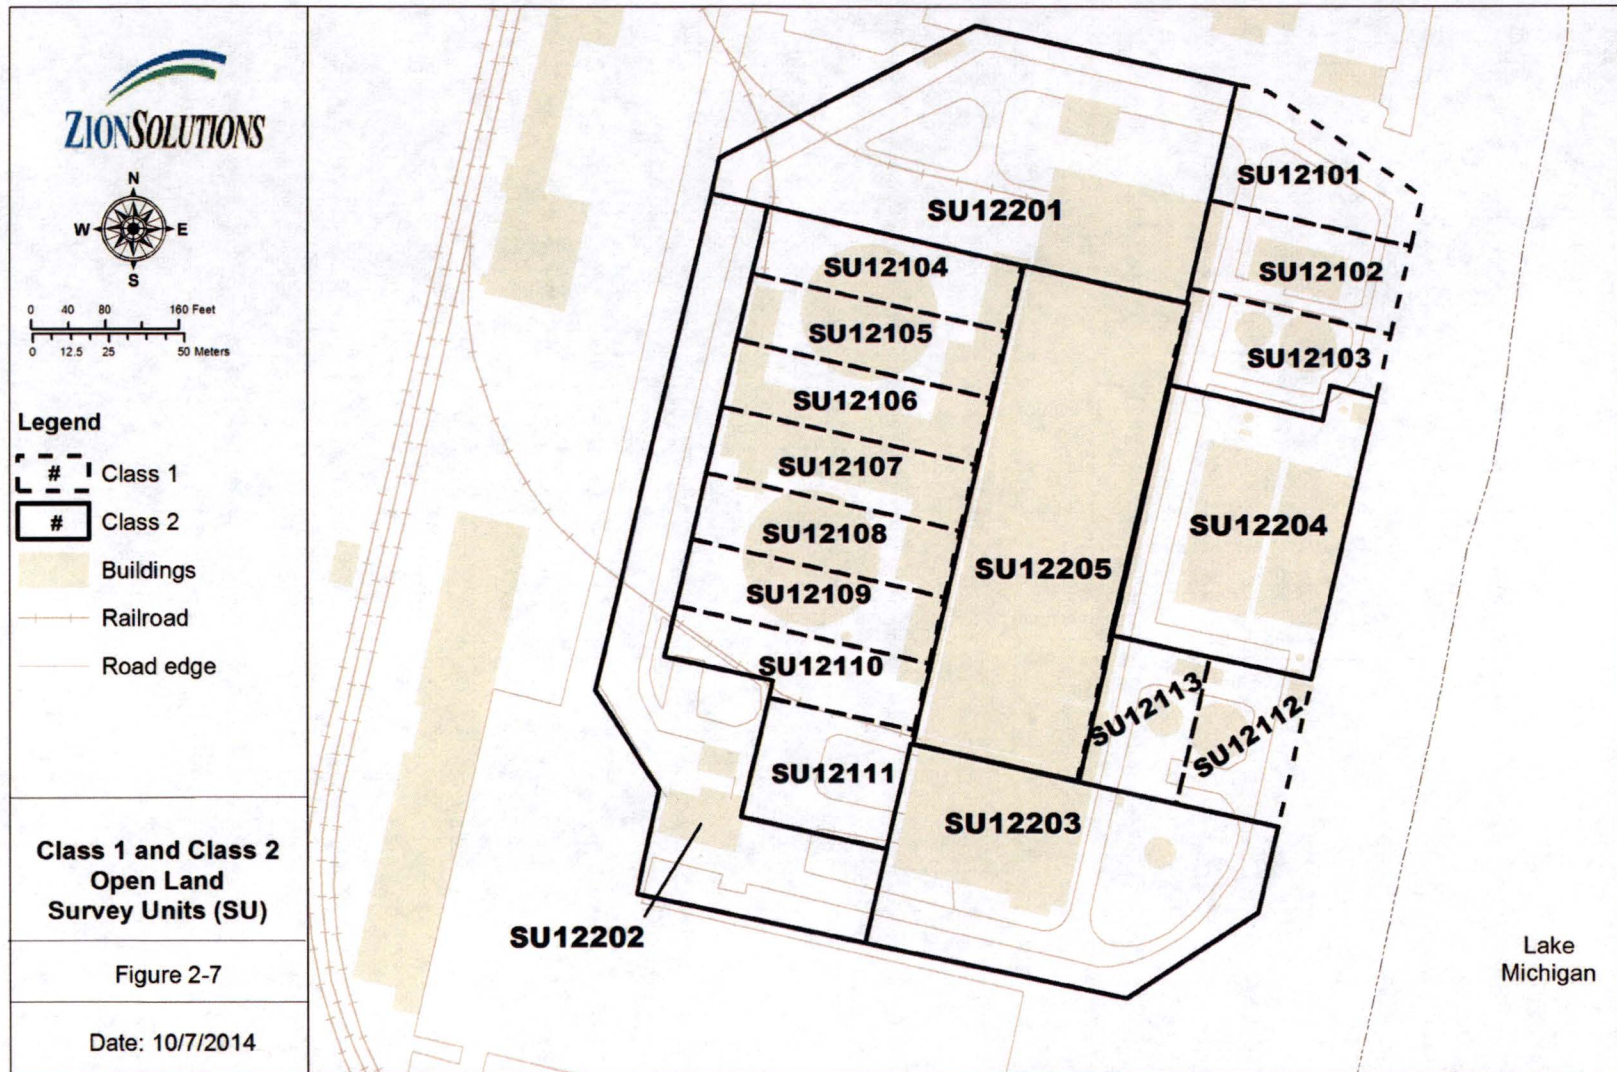 ZIONSOLUTIONS
N
W E
S
0 40 80 160 Feet
0 12.5 25 50 Meters
Legend
# Class 1
# Class 2
Buildings
Railroad
Road edge
Class 1 and Class 2
Open Land
Survey Units (SU)
Figure 2-7
Date: 10/7/2014
SU12101
SU12201
SU12102
SU12104
SU12105
SU12103
SU12106
SU12107
SU12108
SU12204
SU12205
SU12109
SU12110
SU12113
SU12112
SU12111
SU12203
SU12202
Lake
Michigan